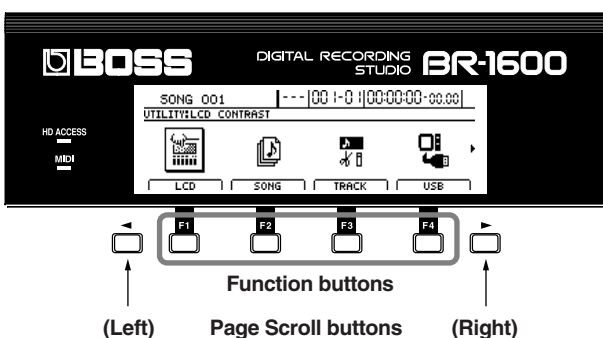 BOSS
DIGITAL RECORDING
STUDIO
BR-1600
SONG 001
--- 001-01 00:00:00-00.00
UTILITY:LCD CONTRAST
HD ACCESS
MIDI
LCD SONG TRACK USB
F1 F2 F3 F4
Function buttons
(Left) Page Scroll buttons (Right)